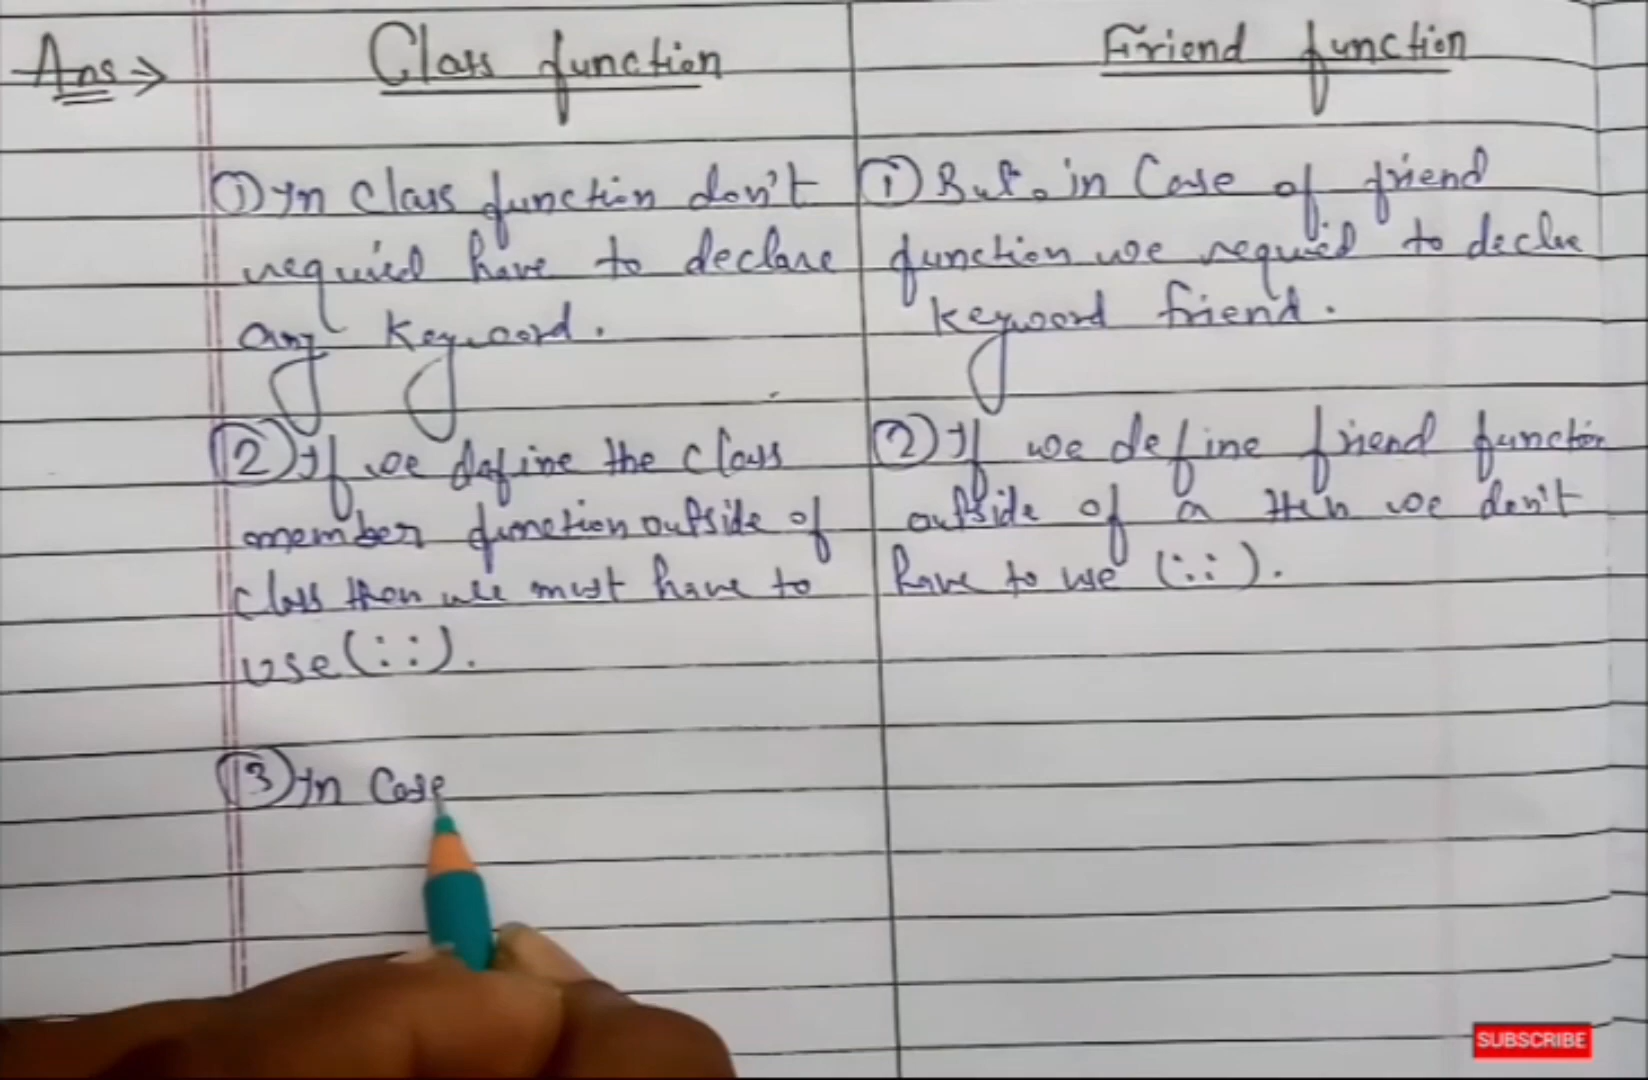 Ans → Class function
Friend function
① In Class function don't
requried have to declare
any keyword.
② If we define the class
member function outside of
class then we must have to
use (::).
③ In Case
① But in Case of friend
function we requried to declre
keyword friend.
② If we define friend function
outside of a then we don't
have to use (::).
SUBSCRIBE